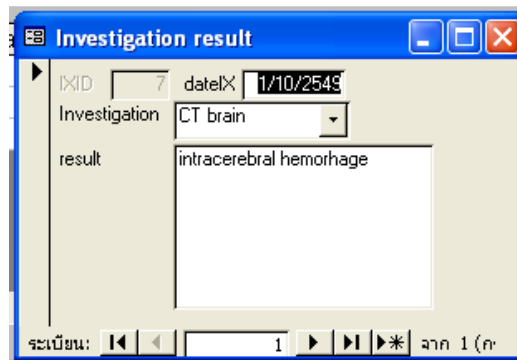 Investigation result
IXID 7 dateIX 1/10/2549
Investigation CT brain
result intracerebral hemorhage
ระเบียน: 1 จาก 1